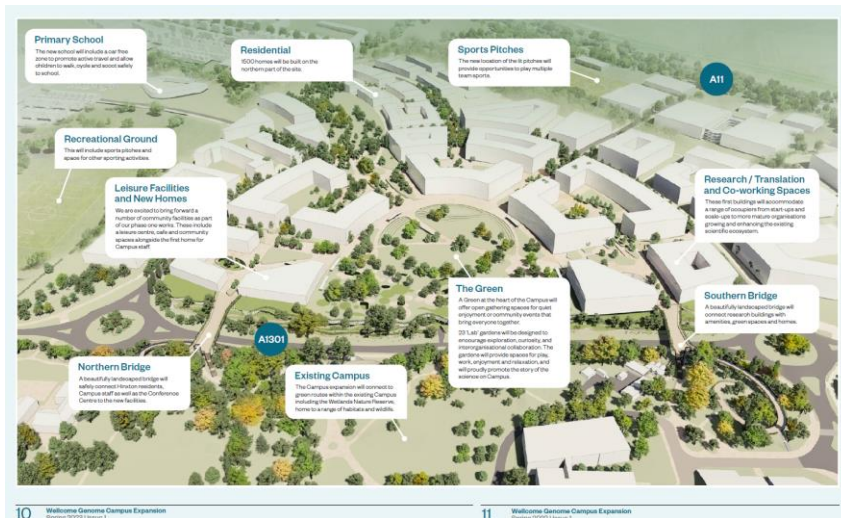 Primary School
The new school will include a car free
zone to promote active travel and allow
children to walk, cycle and scoot safely
to school.
Residential
1500 homes will be built on the
northern part of the site.
Sports Pitches
The new location of the pitches will
provide opportunities to play multiple
team sports.
A11
Recreational Ground
This will include sports pitches and
space for other sporting activities.
Leisure Facilities
and New Homes
We are excited to bring forward a
number of community facilities as part
of our phase one works. These include
a leisure centre, cafe and community
spaces alongside the first home for
Campus staff.
Research / Translation
and Co-working Spaces
These first buildings will accommodate
a range of occupiers from start-ups and
scale-ups to more mature organisations
growing and enhancing the existing
scientific ecosystem.
The Green
A Green at the heart of the Campus will
offer open gathering spaces for quiet
enjoyment or community events that
bring everyone together.
23 'Lab' gardens will be designed to
encourage exploration, curiosity, and
interorganisational collaboration. The
gardens will provide spaces for play,
work, enjoyment and relaxation, and
will proudly promote the story of the
science on Campus.
Southern Bridge
A beautifully landscaped bridge will
connect research buildings with
amenities, green spaces and homes.
A1301
Northern Bridge
A beautifully landscaped bridge will
safely connect Hinxton residents,
Campus staff as well as the Conference
Centre to the new facilities.
Existing Campus
The Campus expansion will connect to
green routes within the existing Campus
including the Wetlands Nature Reserve,
home to a range of habitats and wildlife.
10
Wellcome Genome Campus Expansion
11
Wellcome Genome Campus Expansion